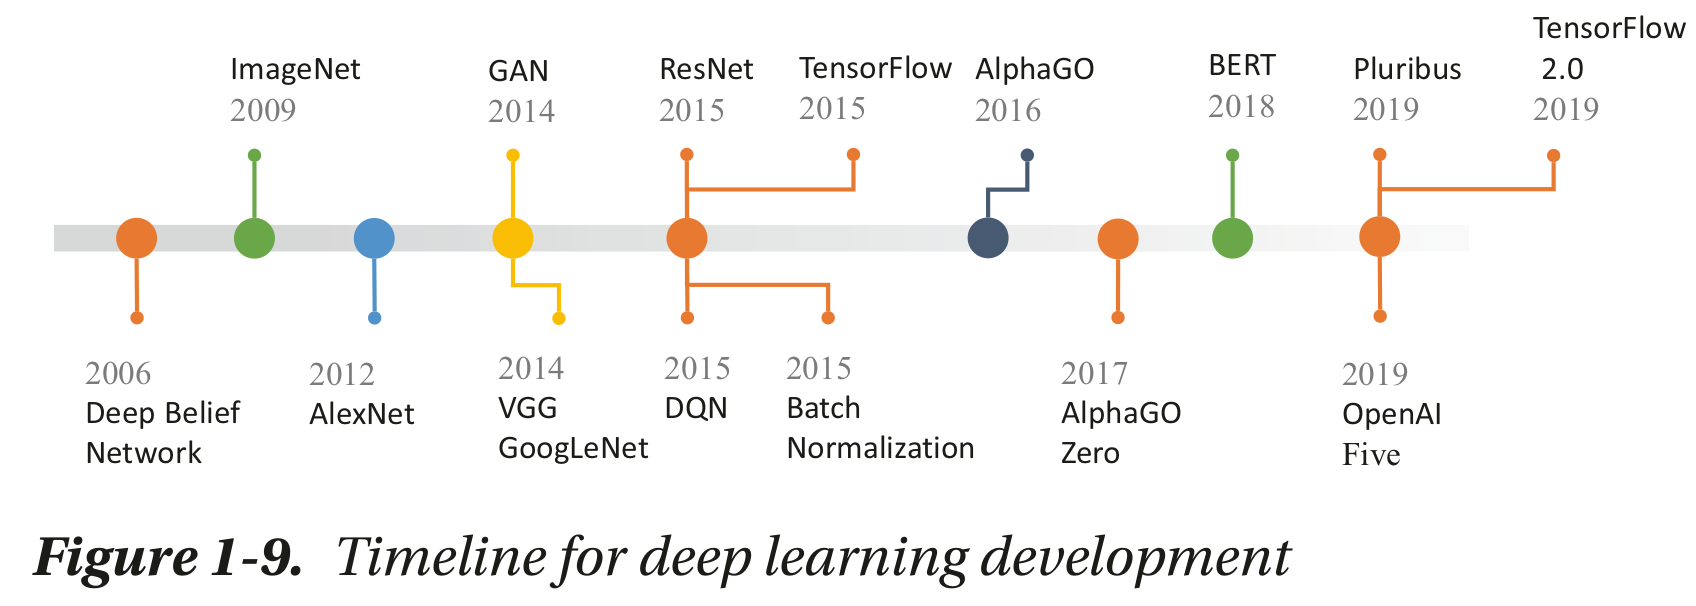 ImageNet
2009
GAN
2014
ResNet
2015
TensorFlow
2015
AlphaGO
2016
BERT
2018
Pluribus
2019
TensorFlow
2.0
2019
2006
Deep Belief
Network
2012
AlexNet
2014
VGG
GoogLeNet
2015
DQN
2015
Batch
Normalization
2017
AlphaGO
Zero
2019
OpenAI
Five
Figure 1-9. Timeline for deep learning development